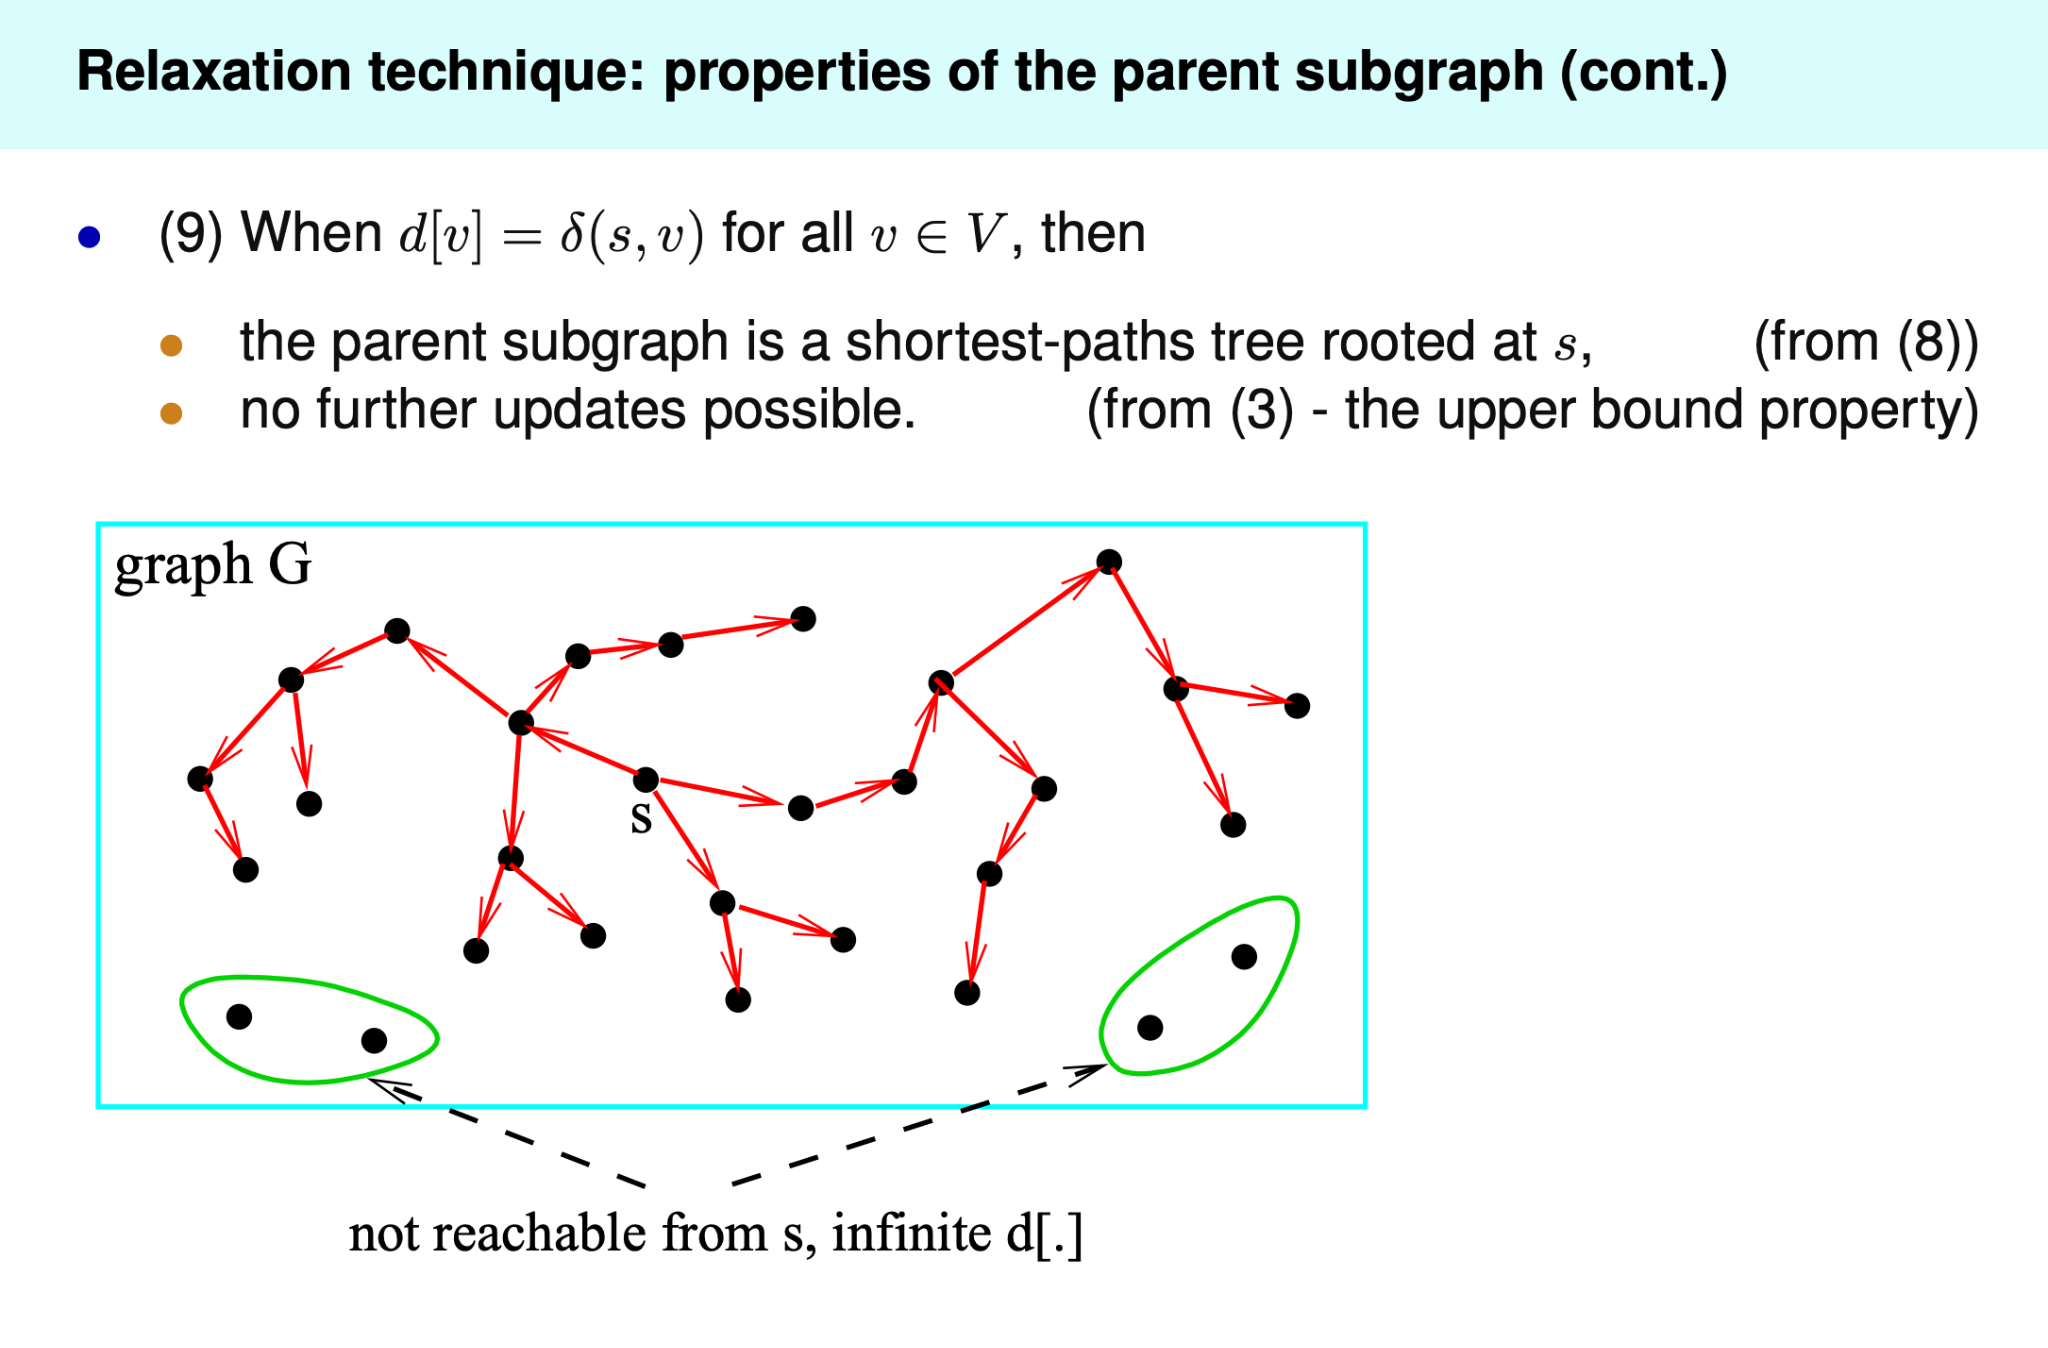 Relaxation technique: properties of the parent subgraph (cont.)
(9) When d[v] = δ(s, v) for all v ∈ V, then
the parent subgraph is a shortest-paths tree rooted at s, (from (8))
no further updates possible. (from (3) - the upper bound property)
graph G
s
not reachable from s, infinite d[.]